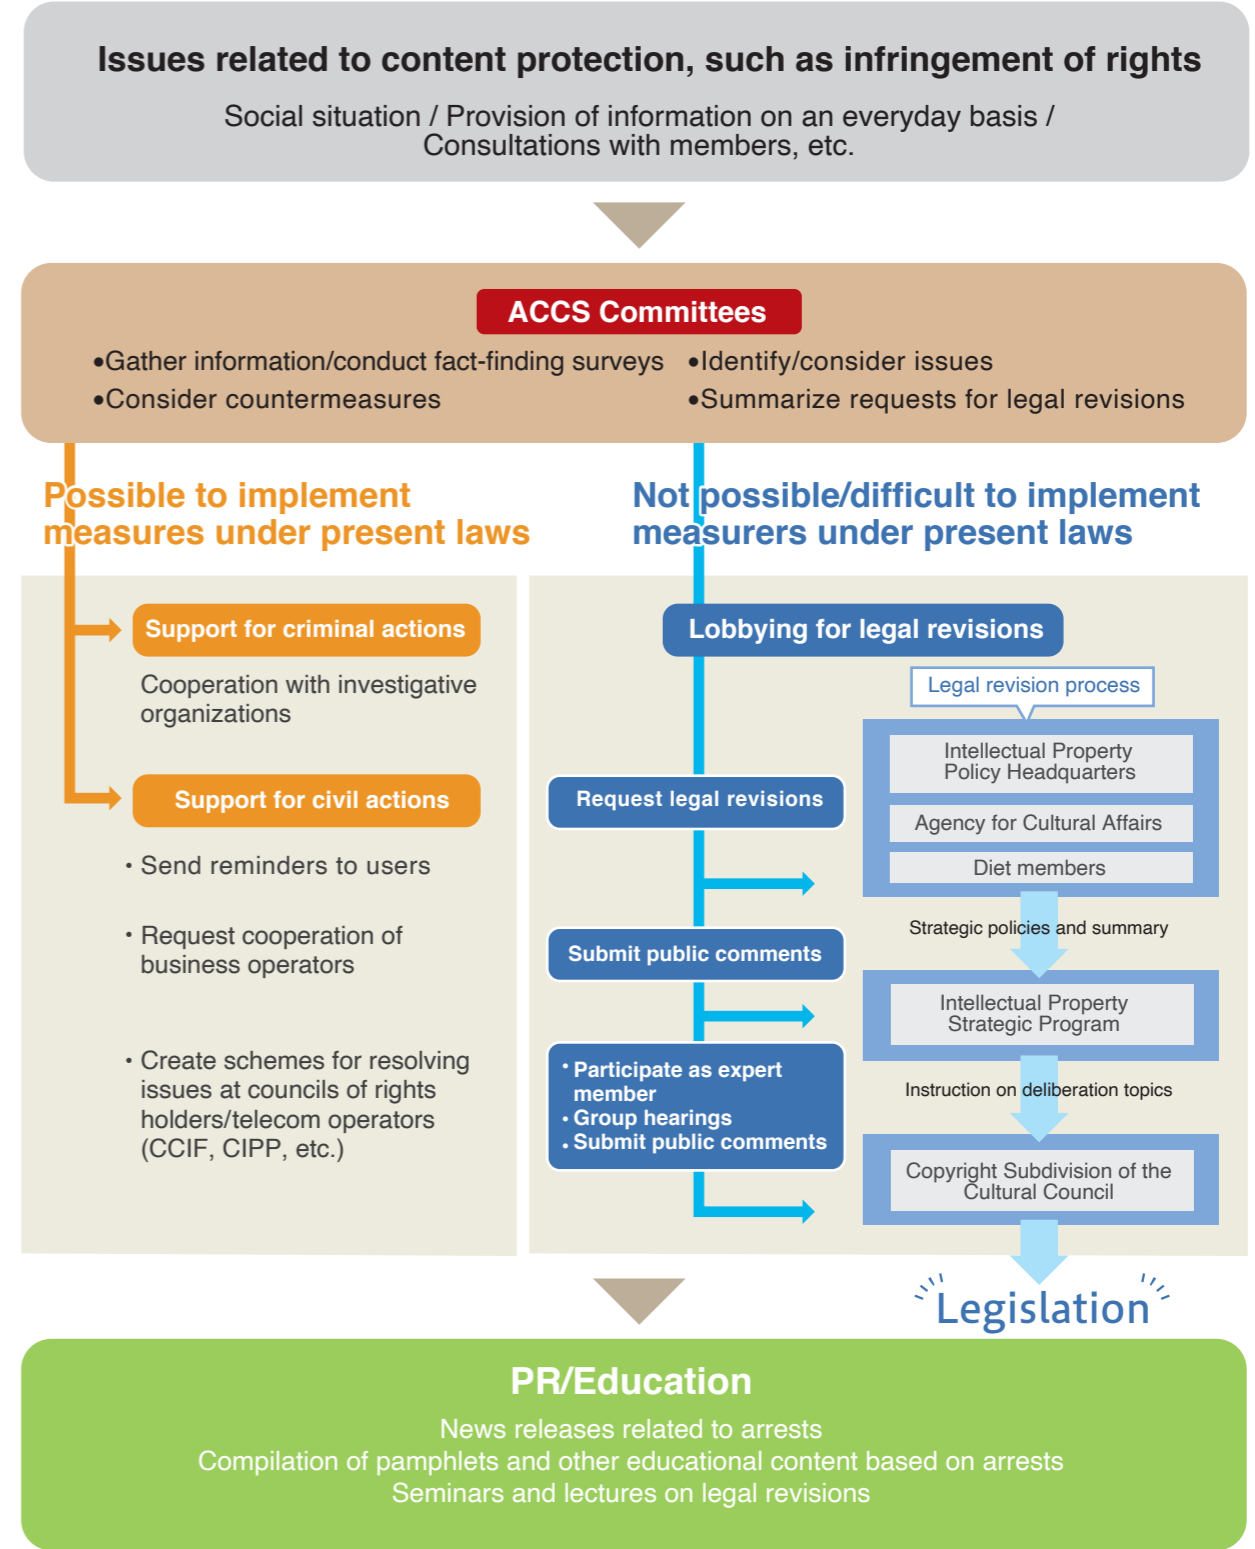 Issues related to content protection, such as infringement of rights
Social situation / Provision of information on an everyday basis /
Consultations with members, etc.
ACCS Committees
•Gather information/conduct fact-finding surveys
•Identify/consider issues
•Consider countermeasures
•Summarize requests for legal revisions
Possible to implement
measures under present laws
Support for criminal actions
Cooperation with investigative
organizations
Support for civil actions
・Send reminders to users
・Request cooperation of
business operators
・Create schemes for resolving
issues at councils of rights
holders/telecom operators
(CCIF, CIPP, etc.)
Not possible/difficult to implement
measurers under present laws
Lobbying for legal revisions
Request legal revisions
Submit public comments
・Participate as expert
member
・Group hearings
・Submit public comments
Legal revision process
Intellectual Property
Policy Headquarters
Agency for Cultural Affairs
Diet members
Strategic policies and summary
Intellectual Property
Strategic Program
Instruction on deliberation topics
Copyright Subdivision of the
Cultural Council
Legislation
PR/Education
News releases related to arrests
Compilation of pamphlets and other educational content based on arrests
Seminars and lectures on legal revisions